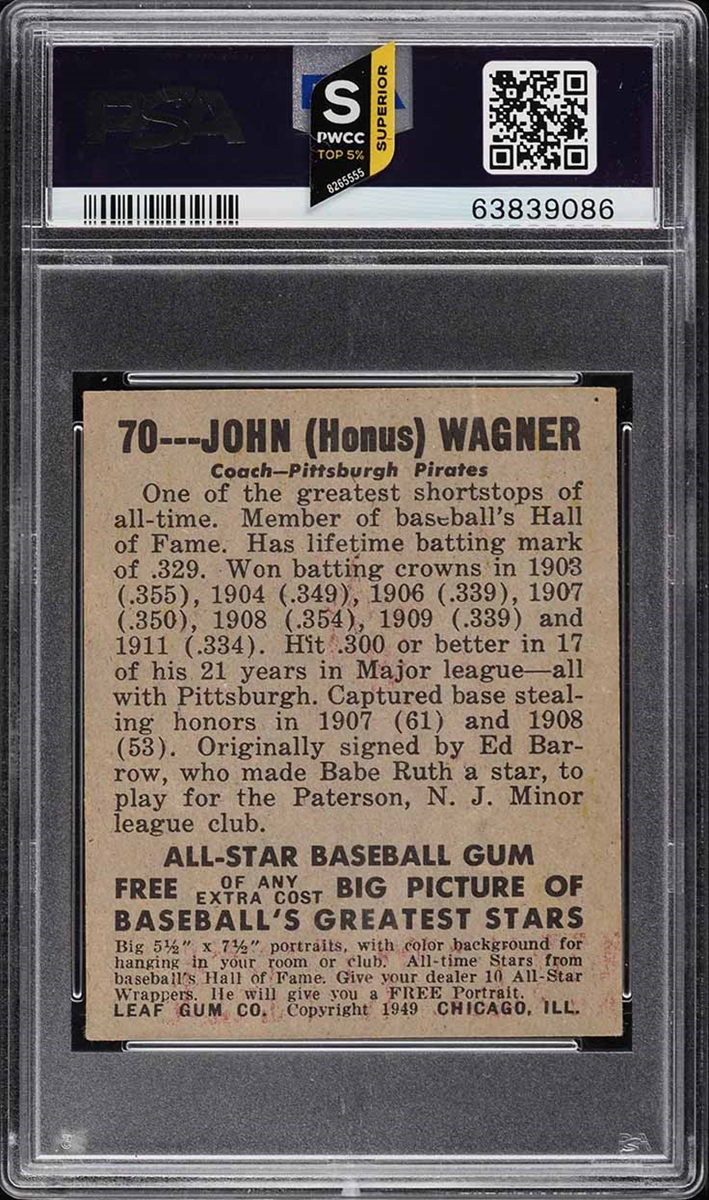 PSA
S
PWCC
TOP 5%
SUPERIOR
8265555
63839086
70---JOHN (Honus) WAGNER
Coach—Pittsburgh Pirates
One of the greatest shortstops of
all-time. Member of baseball's Hall
of Fame. Has lifetime batting mark
of .329. Won batting crowns in 1903
(.355), 1904 (.349), 1906 (.339), 1907
(.350), 1908 (.354), 1909 (.339) and
1911 (.334). Hit .300 or better in 17
of his 21 years in Major league—all
with Pittsburgh. Captured base steal-
ing honors in 1907 (61) and 1908
(53). Originally signed by Ed Bar-
row, who made Babe Ruth a star, to
play for the Paterson, N. J. Minor
league club.
ALL-STAR BASEBALL GUM
FREE OF ANY EXTRA COST BIG PICTURE OF
BASEBALL'S GREATEST STARS
Big 5½" x 7½" portraits, with color background for
hanging in your room or club. All-time Stars from
baseball's Hall of Fame. Give your dealer 10 All-Star
Wrappers. He will give you a FREE Portrait.
LEAF GUM CO. Copyright 1949 CHICAGO, ILL.
PSA